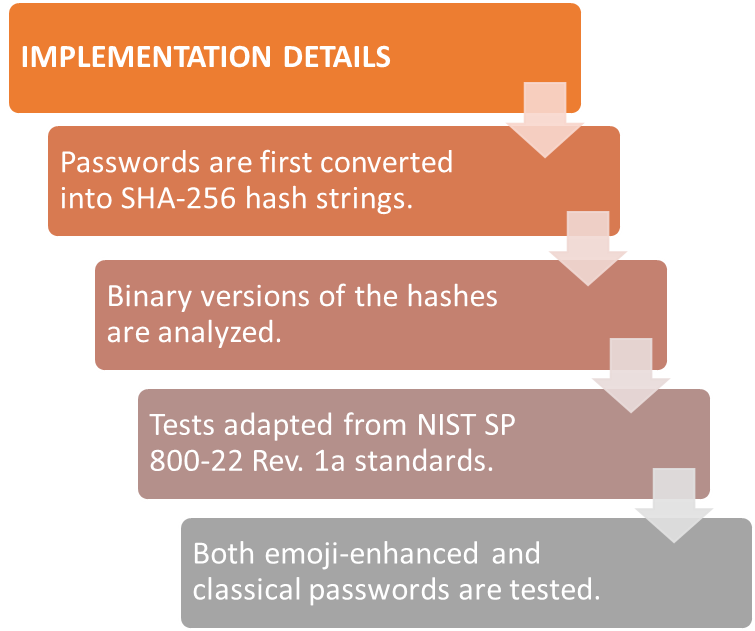 IMPLEMENTATION DETAILS
Passwords are first converted
into SHA-256 hash strings.
Binary versions of the hashes
are analyzed.
Tests adapted from NIST SP
800-22 Rev. 1a standards.
Both emoji-enhanced and
classical passwords are tested.